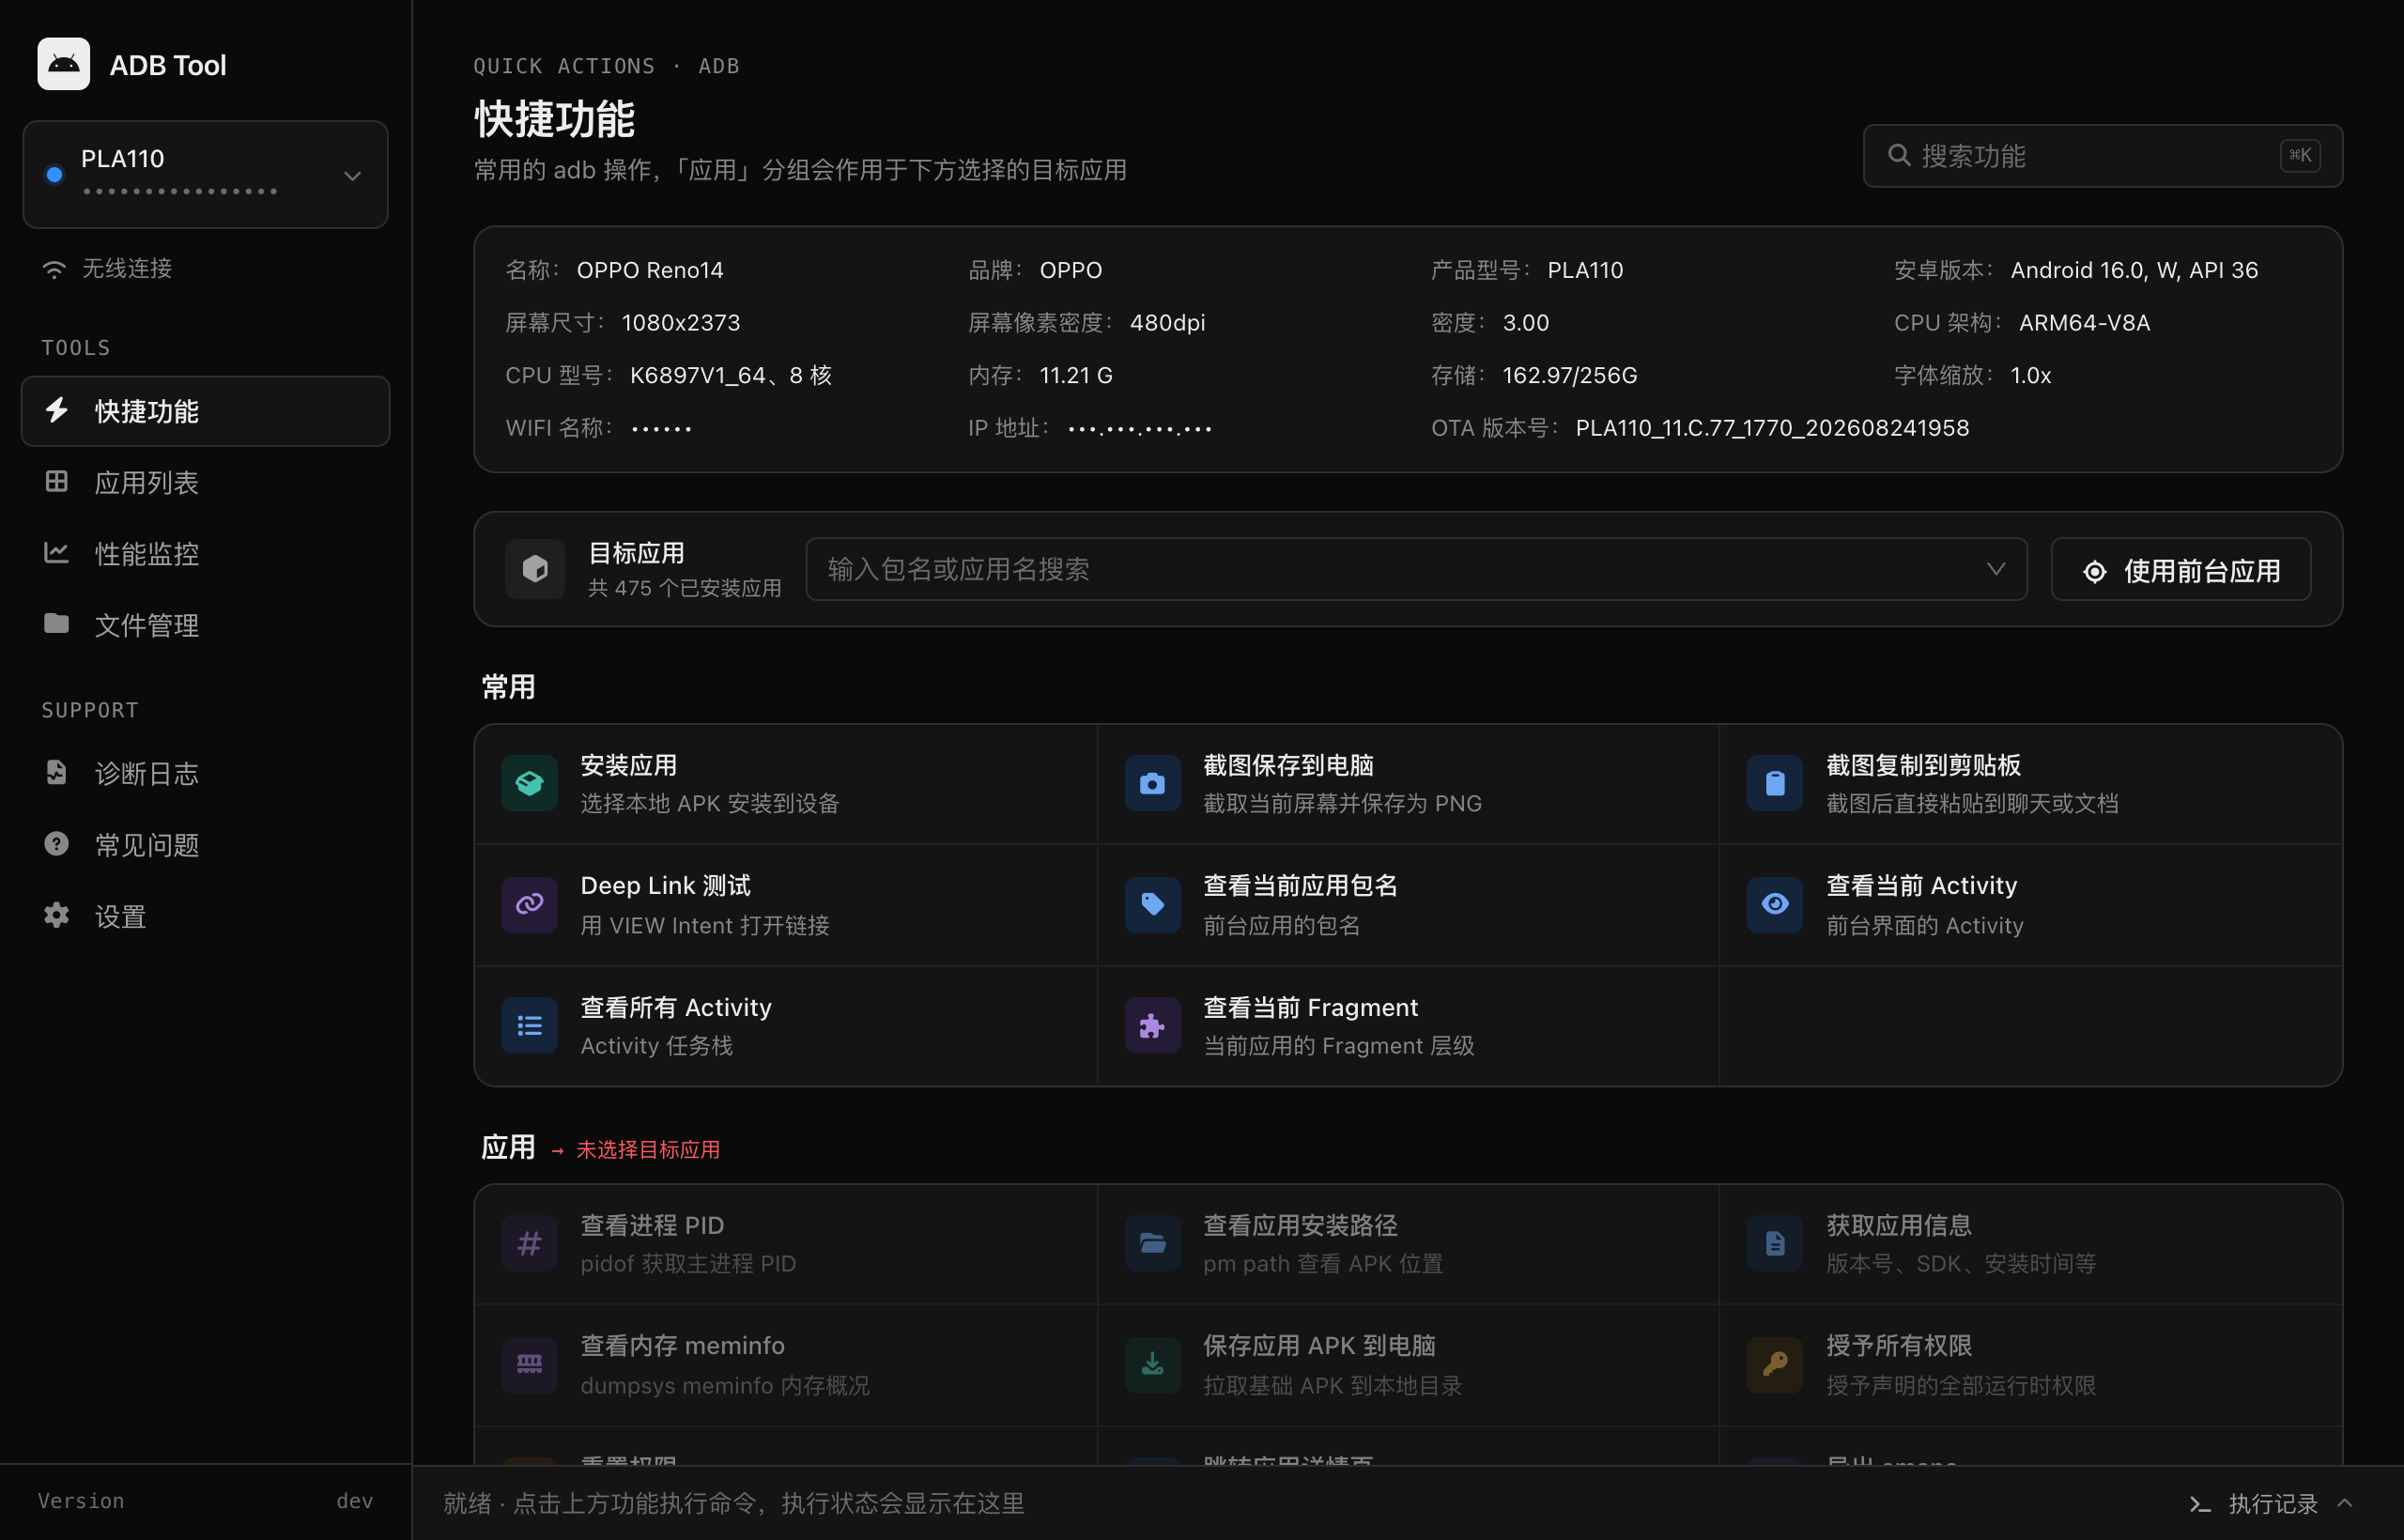 ADB Tool
PLA110
•••••••••••••••• 
无线连接
TOOLS
快捷功能
应用列表
性能监控
文件管理
SUPPORT
诊断日志
常见问题
设置
Version dev
QUICK ACTIONS · ADB
快捷功能
常用的 adb 操作，「应用」分组会作用于下方选择的目标应用
搜索功能 ⌘K
名称： OPPO Reno14 品牌： OPPO 产品型号： PLA110 安卓版本： Android 16.0, W, API 36
屏幕尺寸： 1080x2373 屏幕像素密度： 480dpi 密度： 3.00 CPU 架构： ARM64-V8A
CPU 型号： K6897V1_64、8 核 内存： 11.21 G 存储： 162.97/256G 字体缩放： 1.0x
WIFI 名称： •••••• IP 地址： •••.•••.•••.••• OTA 版本号： PLA110_11.C.77_1770_202608241958
目标应用
共 475 个已安装应用
输入包名或应用名搜索
使用前台应用
常用
安装应用
选择本地 APK 安装到设备
截图保存到电脑
截取当前屏幕并保存为 PNG
截图复制到剪贴板
截图后直接粘贴到聊天或文档
Deep Link 测试
用 VIEW Intent 打开链接
查看当前应用包名
前台应用的包名
查看当前 Activity
前台界面的 Activity
查看所有 Activity
Activity 任务栈
查看当前 Fragment
当前应用的 Fragment 层级
应用 → 未选择目标应用
查看进程 PID
pidof 获取主进程 PID
查看应用安装路径
pm path 查看 APK 位置
获取应用信息
版本号、SDK、安装时间等
查看内存 meminfo
dumpsys meminfo 内存概况
保存应用 APK 到电脑
拉取基础 APK 到本地目录
授予所有权限
授予声明的全部运行时权限
就绪 · 点击上方功能执行命令，执行状态会显示在这里
执行记录